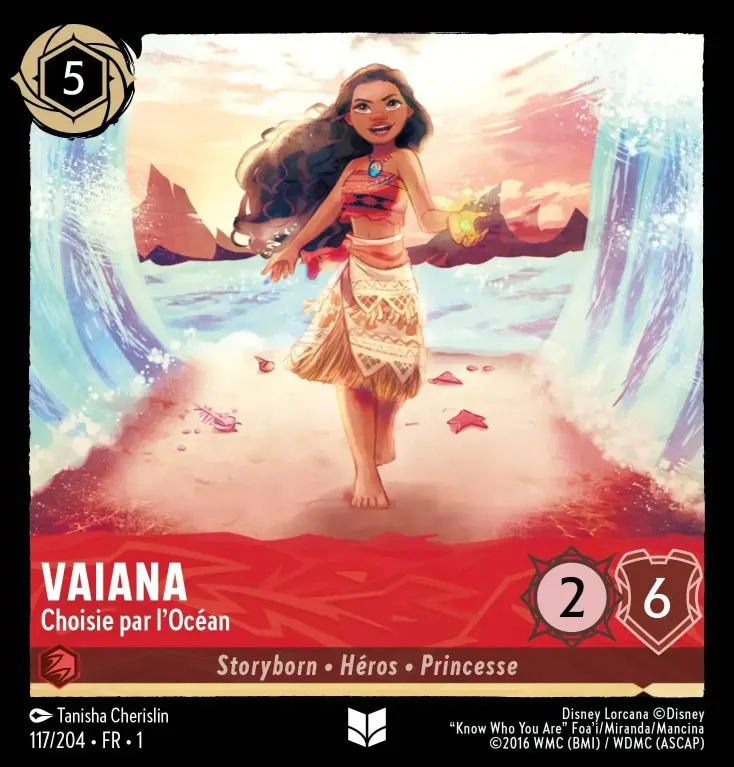 5
VAIANA
Choisie par l'Océan
2
6
Storyborn • Héros • Princesse
Tanisha Cherislin
117/204 • FR • 1
Disney Lorcana ©Disney
“Know Who You Are” Foa'i/Miranda/Mancina
©2016 WMC (BMI) / WDMC (ASCAP)